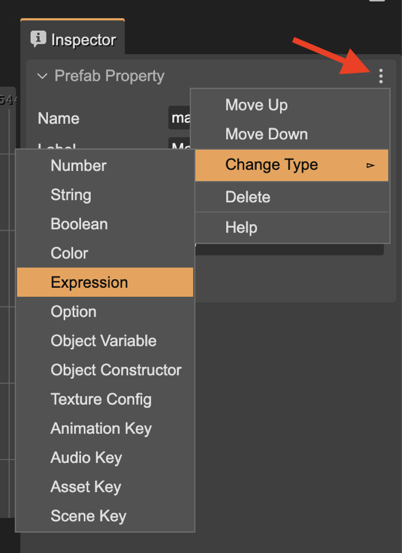 Inspector
Prefab Property
Name
ma
Label
Move Up
Move Down
Change Type
Delete
Help
Number
String
Boolean
Color
Expression
Option
Object Variable
Object Constructor
Texture Config
Animation Key
Audio Key
Asset Key
Scene Key